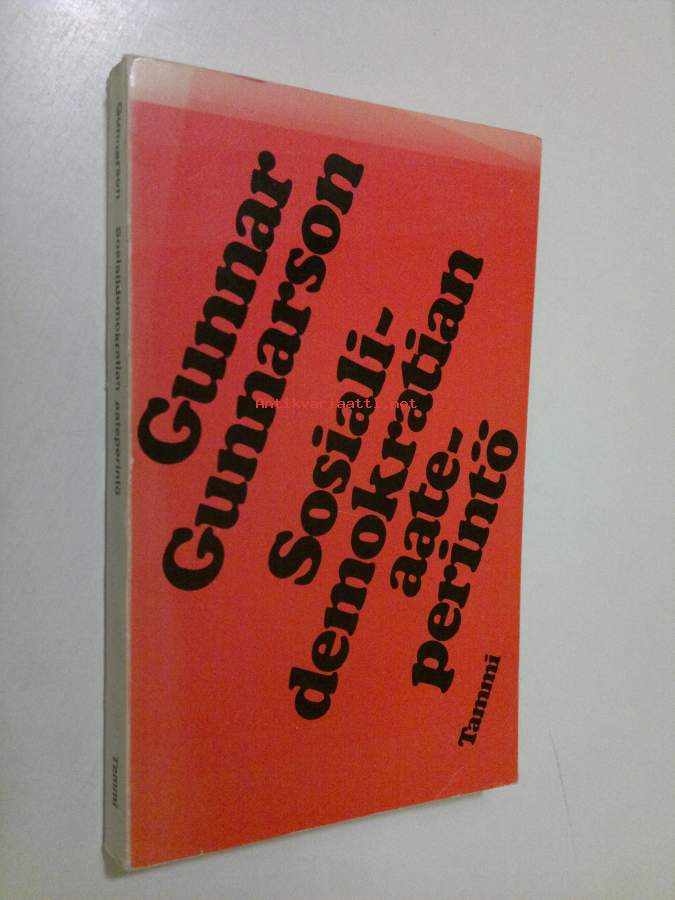 Gunnar
Gunnarson
Sosiali-
demokratian
aate-
perintö
Tammi
Gunnarson Sosialidemokratian aateperintö Tammi
Antikvariaatti.net